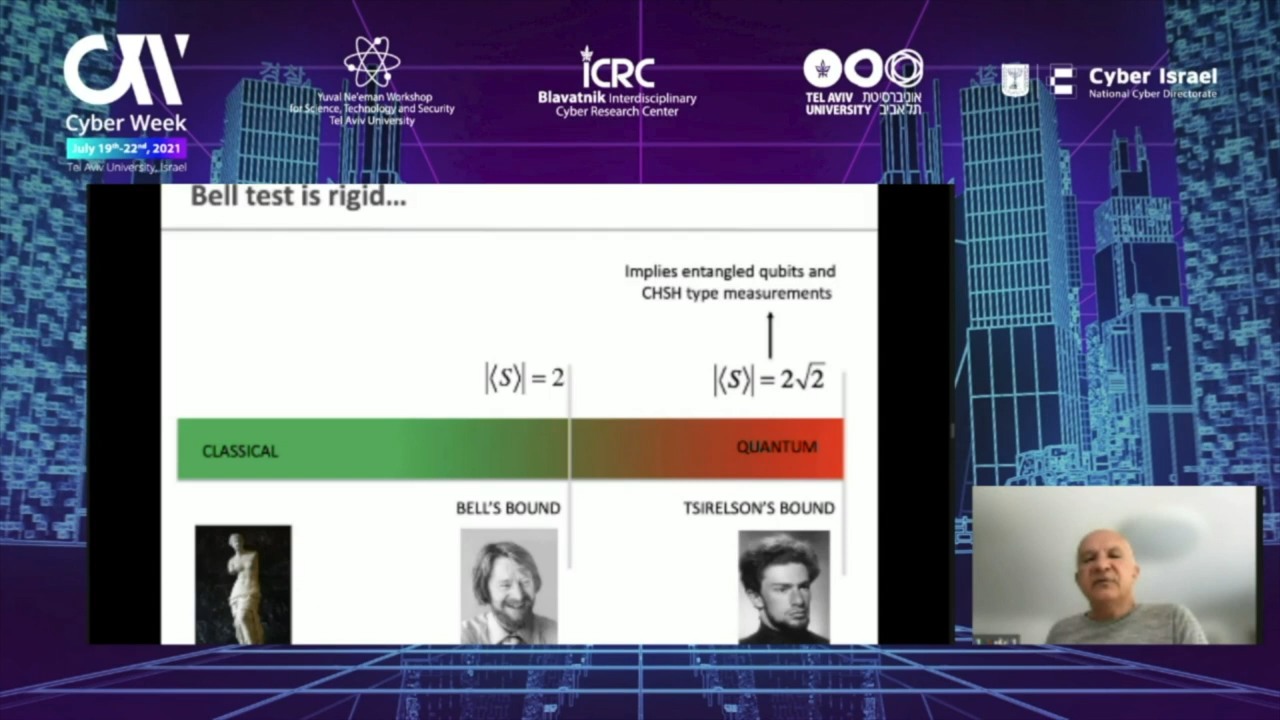 Cyber Week
July 19th-22nd, 2021
Tel Aviv University, Israel
Yuval Ne'eman Workshop
for Science, Technology and Security
Tel Aviv University
ICRC
Blavatnik Interdisciplinary
Cyber Research Center
TEL AVIV אוניברסיטת
UNIVERSITY תל אביב
Cyber Israel
National Cyber Directorate
Bell test is rigid...
Implies entangled qubits and
CHSH type measurements
|⟨S⟩| = 2
|⟨S⟩| = 2√2
CLASSICAL
QUANTUM
BELL'S BOUND
TSIRELSON'S BOUND